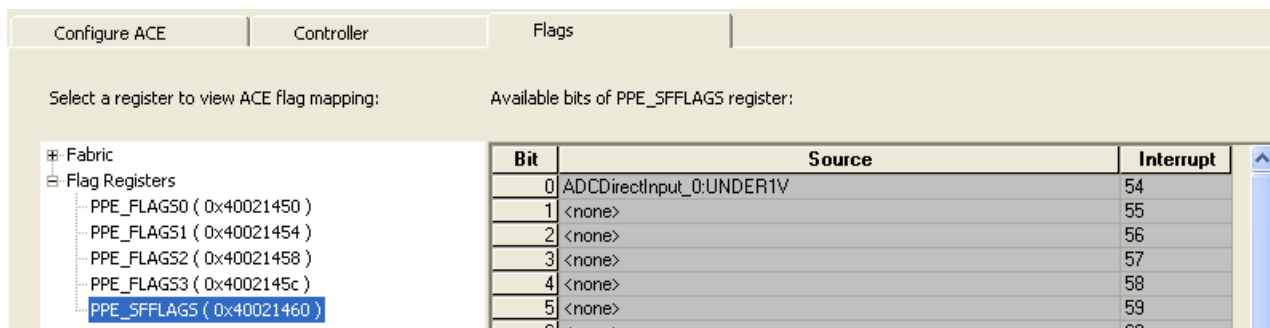 Configure ACE Controller Flags
Select a register to view ACE flag mapping:
Available bits of PPE_SFFLAGS register:
Fabric
Flag Registers
PPE_FLAGS0 ( 0x40021450 )
PPE_FLAGS1 ( 0x40021454 )
PPE_FLAGS2 ( 0x40021458 )
PPE_FLAGS3 ( 0x4002145c )
PPE_SFFLAGS ( 0x40021460 )
Bit Source Interrupt
0 ADCDirectInput_0:UNDER1V 54
1 <none> 55
2 <none> 56
3 <none> 57
4 <none> 58
5 <none> 59